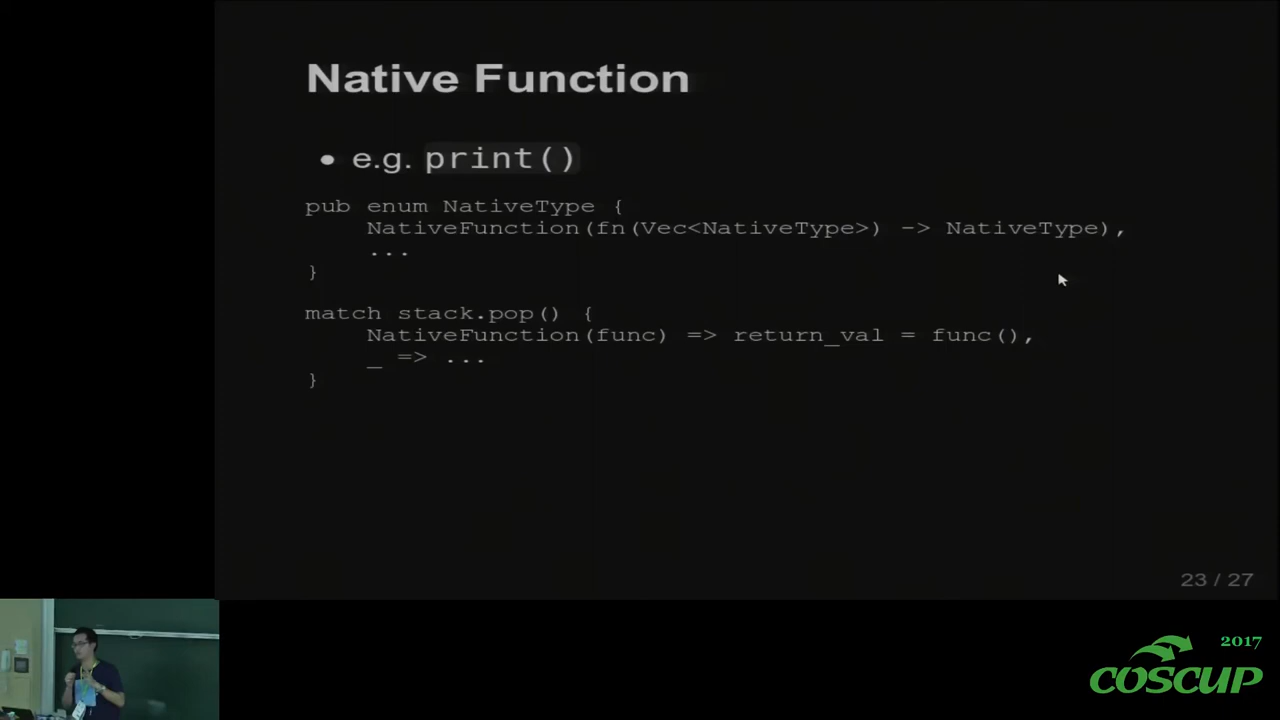 Native Function
• e.g. print()
pub enum NativeType {
    NativeFunction(fn(Vec<NativeType>) -> NativeType),
    ...
}
match stack.pop() {
    NativeFunction(func) => return_val = func(),
    _ => ...
}
23 / 27
2017
COSCUP